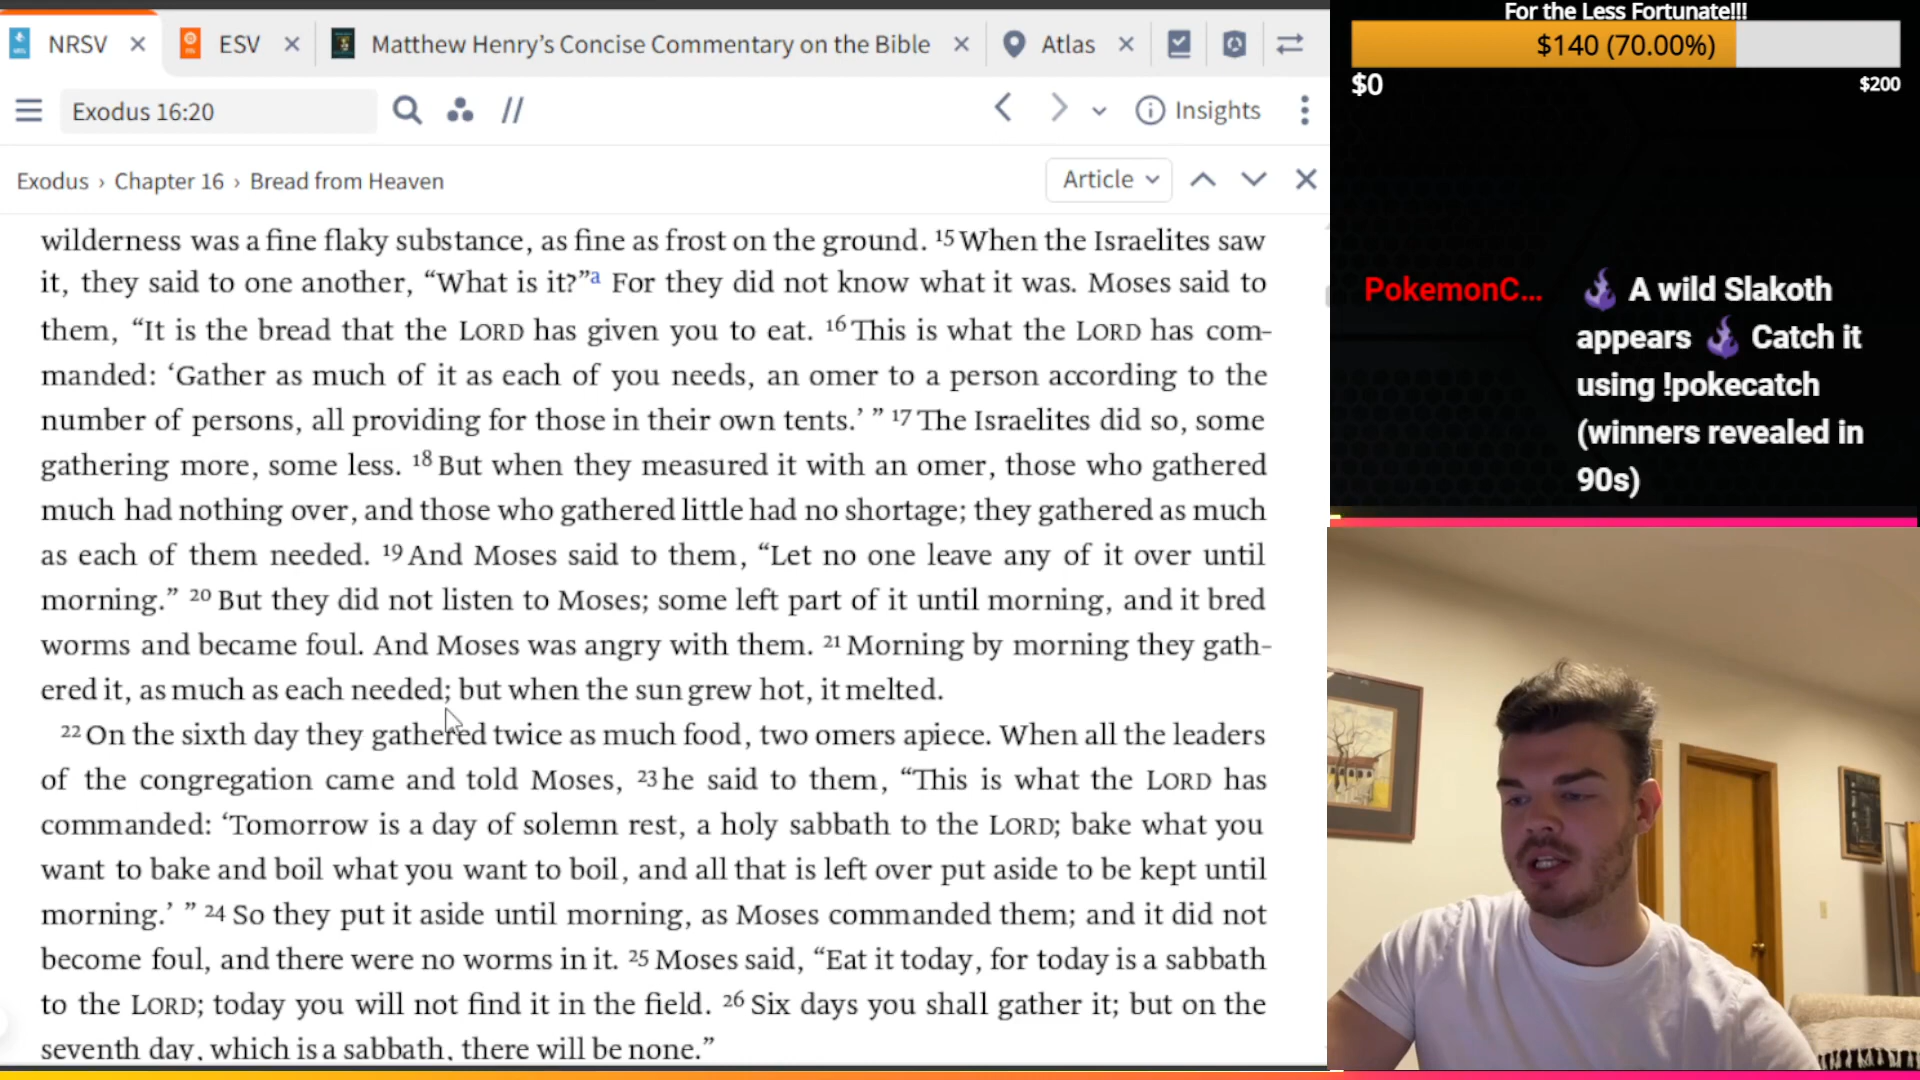 NRSV
ESV
Matthew Henry’s Concise Commentary on the Bible
Atlas
Exodus 16:20
Insights
Exodus › Chapter 16 › Bread from Heaven
Article
wilderness was a fine flaky substance, as fine as frost on the ground. 15 When the Israelites saw
it, they said to one another, “What is it?”a For they did not know what it was. Moses said to
them, “It is the bread that the LORD has given you to eat. 16 This is what the LORD has com-
manded: ‘Gather as much of it as each of you needs, an omer to a person according to the
number of persons, all providing for those in their own tents.’ ” 17 The Israelites did so, some
gathering more, some less. 18 But when they measured it with an omer, those who gathered
much had nothing over, and those who gathered little had no shortage; they gathered as much
as each of them needed. 19 And Moses said to them, “Let no one leave any of it over until
morning.” 20 But they did not listen to Moses; some left part of it until morning, and it bred
worms and became foul. And Moses was angry with them. 21 Morning by morning they gath-
ered it, as much as each needed; but when the sun grew hot, it melted.
22 On the sixth day they gathered twice as much food, two omers apiece. When all the leaders
of the congregation came and told Moses, 23 he said to them, “This is what the LORD has
commanded: ‘Tomorrow is a day of solemn rest, a holy sabbath to the LORD; bake what you
want to bake and boil what you want to boil, and all that is left over put aside to be kept until
morning.’ ” 24 So they put it aside until morning, as Moses commanded them; and it did not
become foul, and there were no worms in it. 25 Moses said, “Eat it today, for today is a sabbath
to the LORD; today you will not find it in the field. 26 Six days you shall gather it; but on the
seventh day, which is a sabbath, there will be none.”
For the Less Fortunate!!!
$140 (70.00%)
$0
$200
PokemonC...
A wild Slakoth
appears Catch it
using !pokecatch
(winners revealed in
90s)